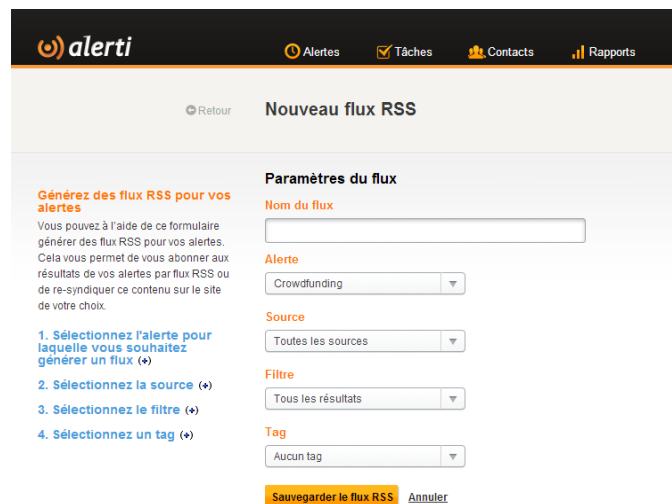 alerti
Alertes
Tâches
Contacts
Rapports
Retour
Nouveau flux RSS
Générez des flux RSS pour vos
alertes
Vous pouvez à l'aide de ce formulaire
générer des flux RSS pour vos alertes.
Cela vous permet de vous abonner aux
résultats de vos alertes par flux RSS ou
de re-syndiquer ce contenu sur le site
de votre choix.
1. Sélectionnez l'alerte pour
laquelle vous souhaitez
générer un flux (+)
2. Sélectionnez la source (+)
3. Sélectionnez le filtre (+)
4. Sélectionnez un tag (+)
Paramètres du flux
Nom du flux
Alerte
Crowdfunding
Source
Toutes les sources
Filtre
Tous les résultats
Tag
Aucun tag
Sauvegarder le flux RSS Annuler